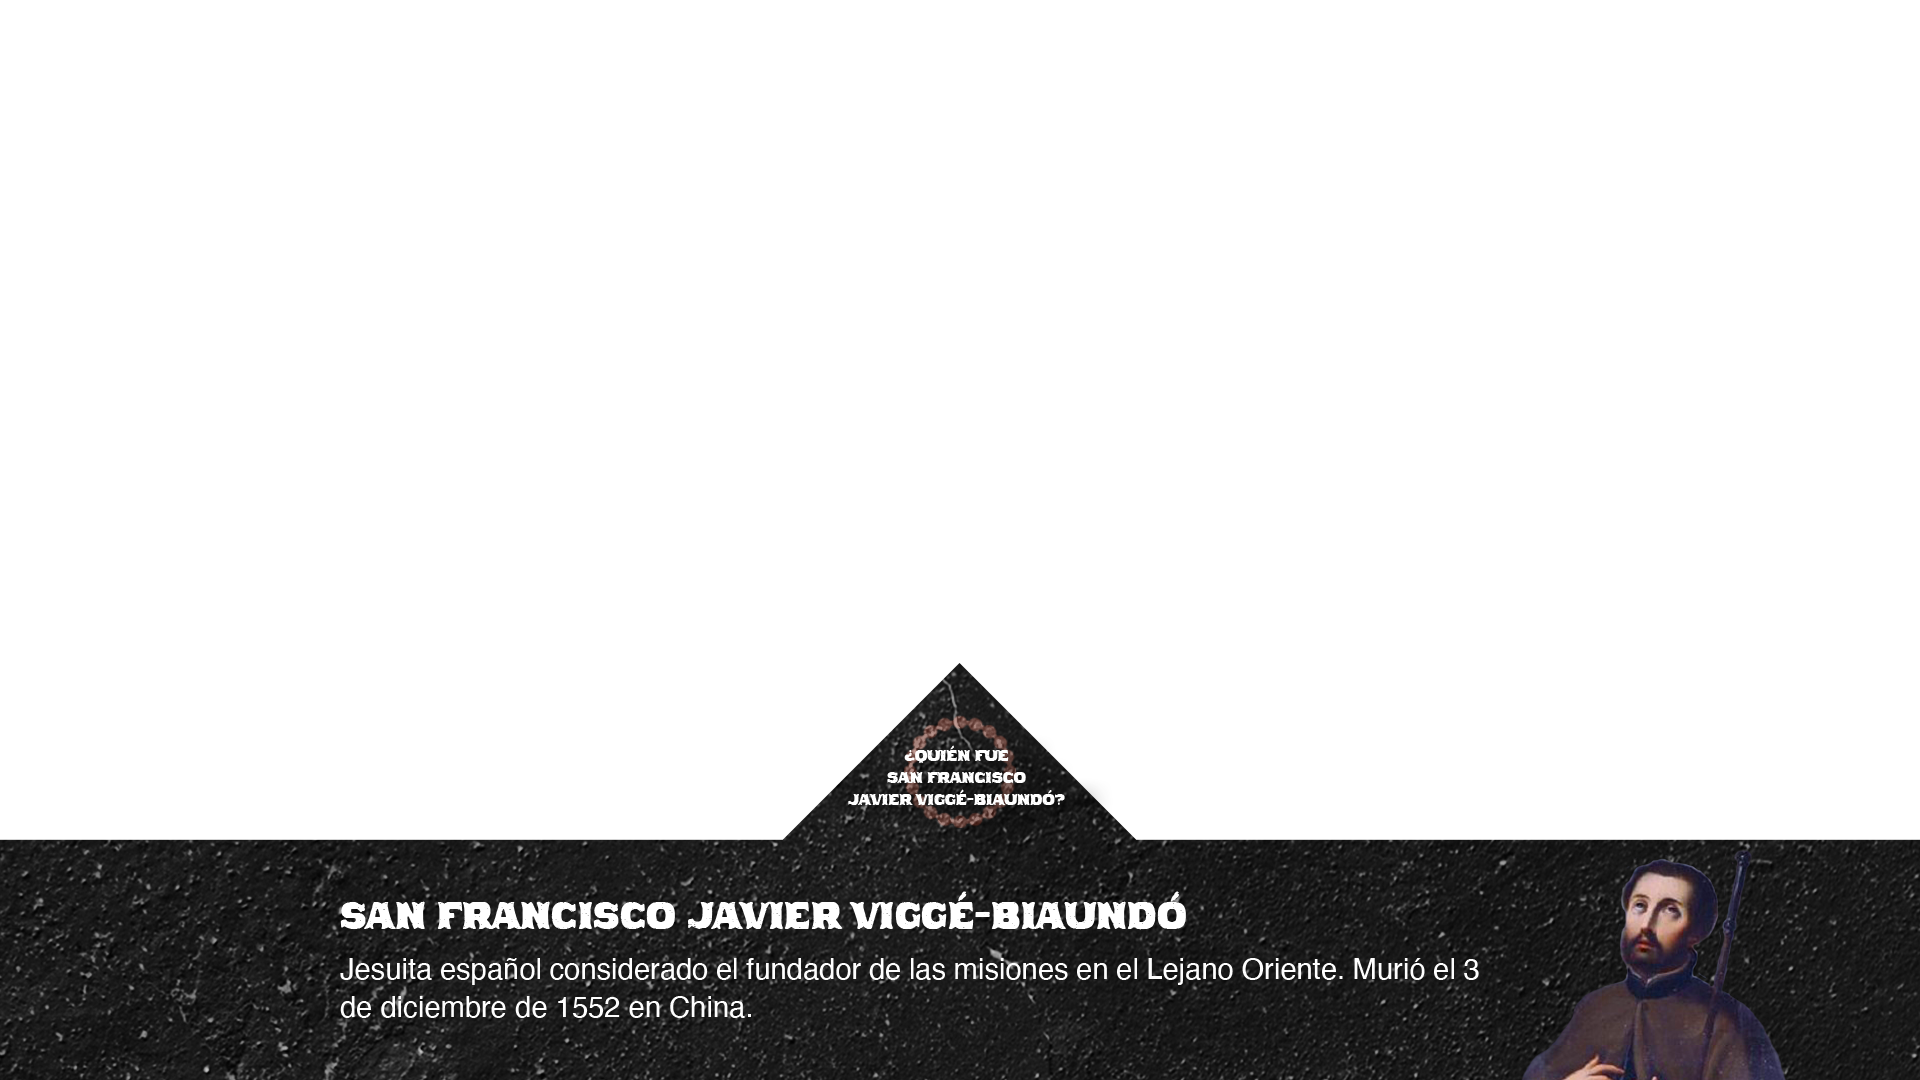 ¿QUIÉN FUE
SAN FRANCISCO
JAVIER VIGGÉ-BIAUNDÓ?
SAN FRANCISCO JAVIER VIGGÉ-BIAUNDÓ
Jesuita español considerado el fundador de las misiones en el Lejano Oriente. Murió el 3
de diciembre de 1552 en China.